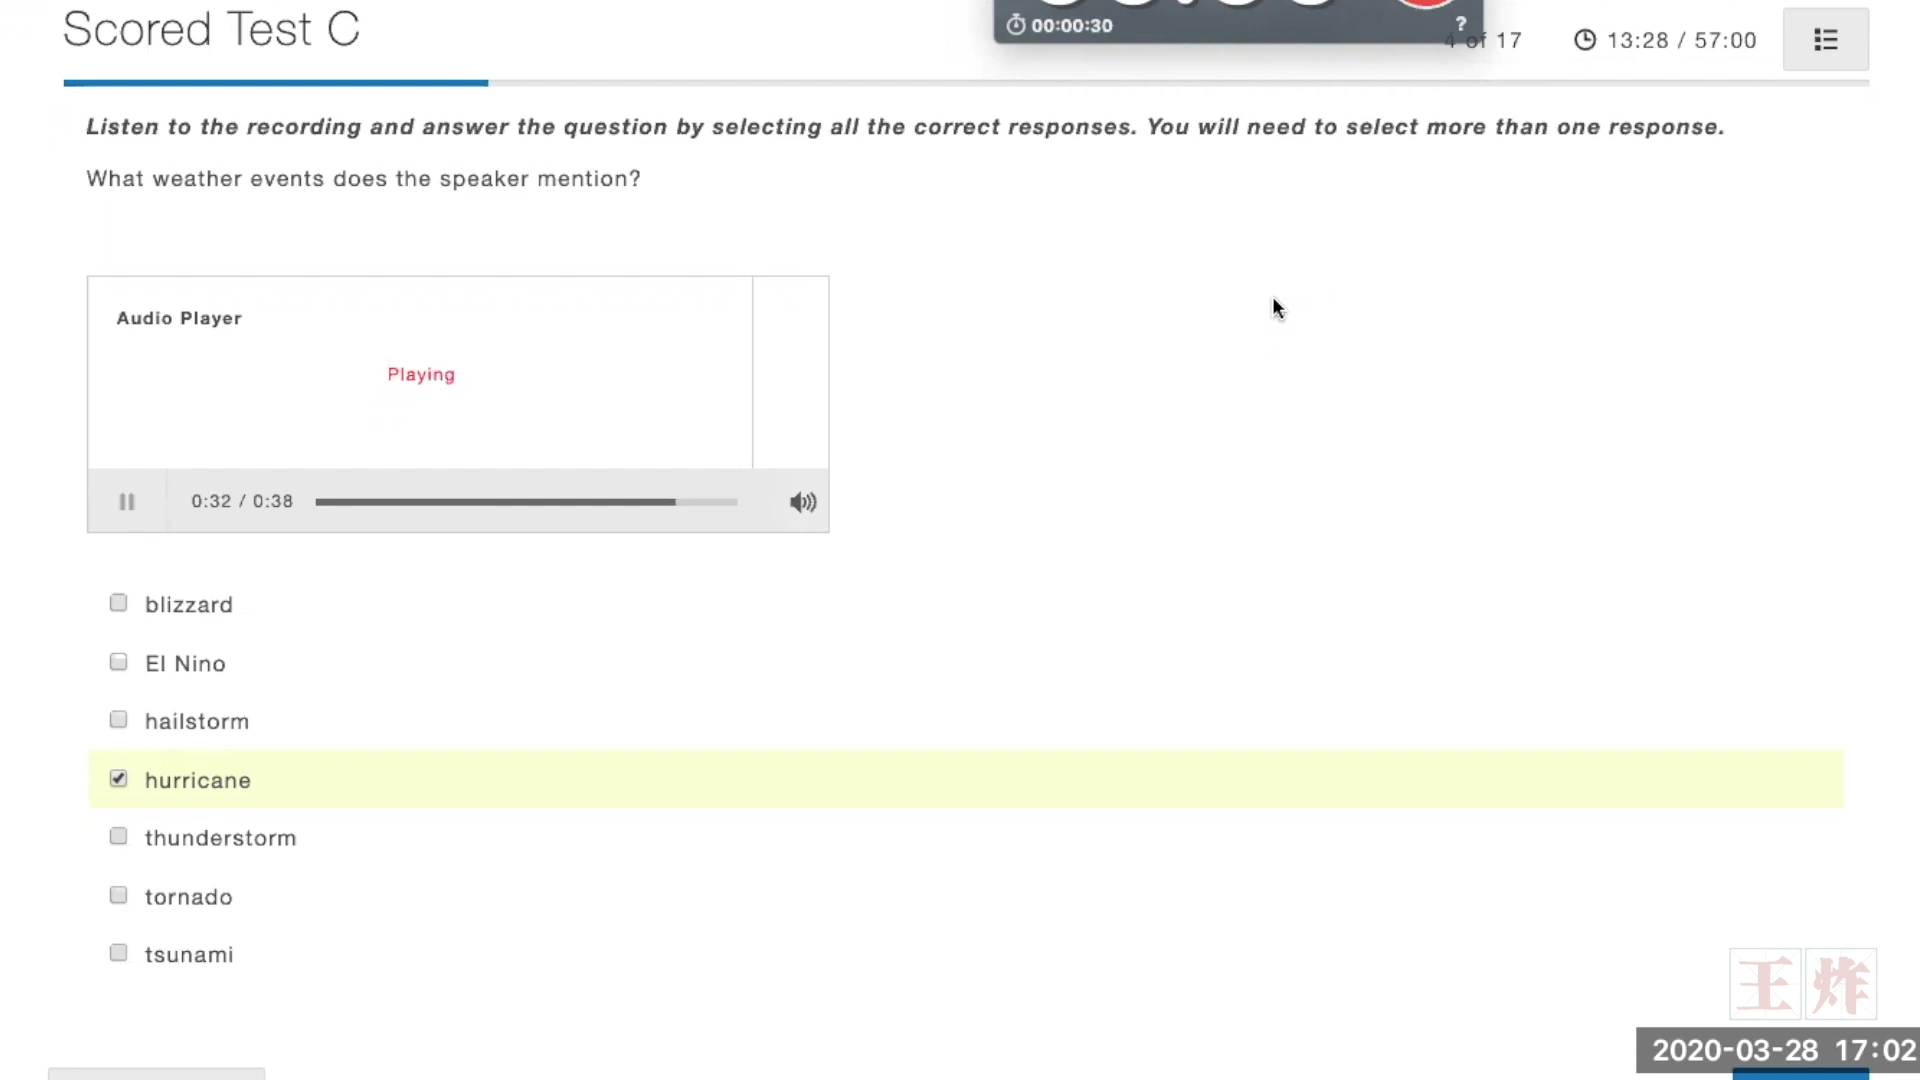 Scored Test C
00:00:30
?
4 of 17
13:28 / 57:00
Listen to the recording and answer the question by selecting all the correct responses. You will need to select more than one response.
What weather events does the speaker mention?
Audio Player
Playing
0:32 / 0:38
blizzard
El Nino
hailstorm
hurricane
thunderstorm
tornado
tsunami
王炸
2020-03-28 17:02